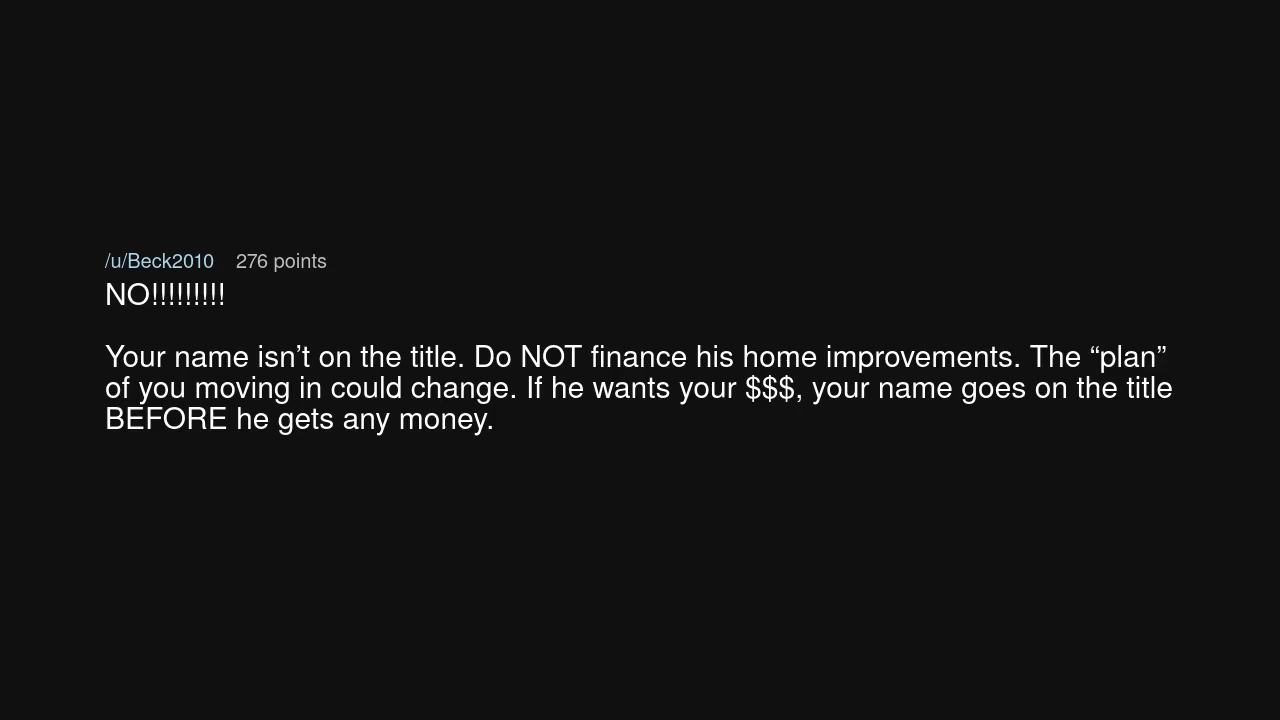 /u/Beck2010 276 points
NO!!!!!!!!!
Your name isn’t on the title. Do NOT finance his home improvements. The “plan”
of you moving in could change. If he wants your $$$, your name goes on the title
BEFORE he gets any money.